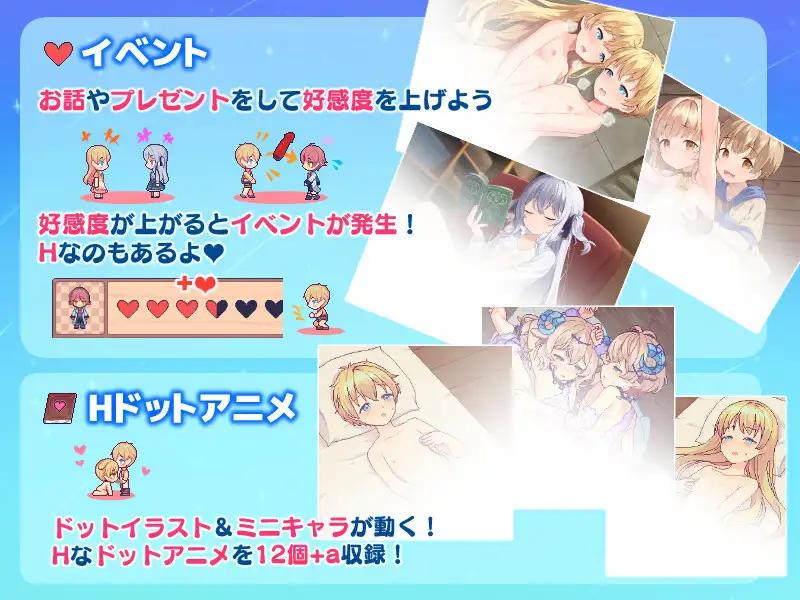 イベント
お話やプレゼントをして好感度を上げよう
好感度が上がるとイベントが発生！
Hなのもあるよ♥
+❤
Hドットアニメ
ドットイラスト＆ミニキャラが動く！
Hなドットアニメを12個+a収録！